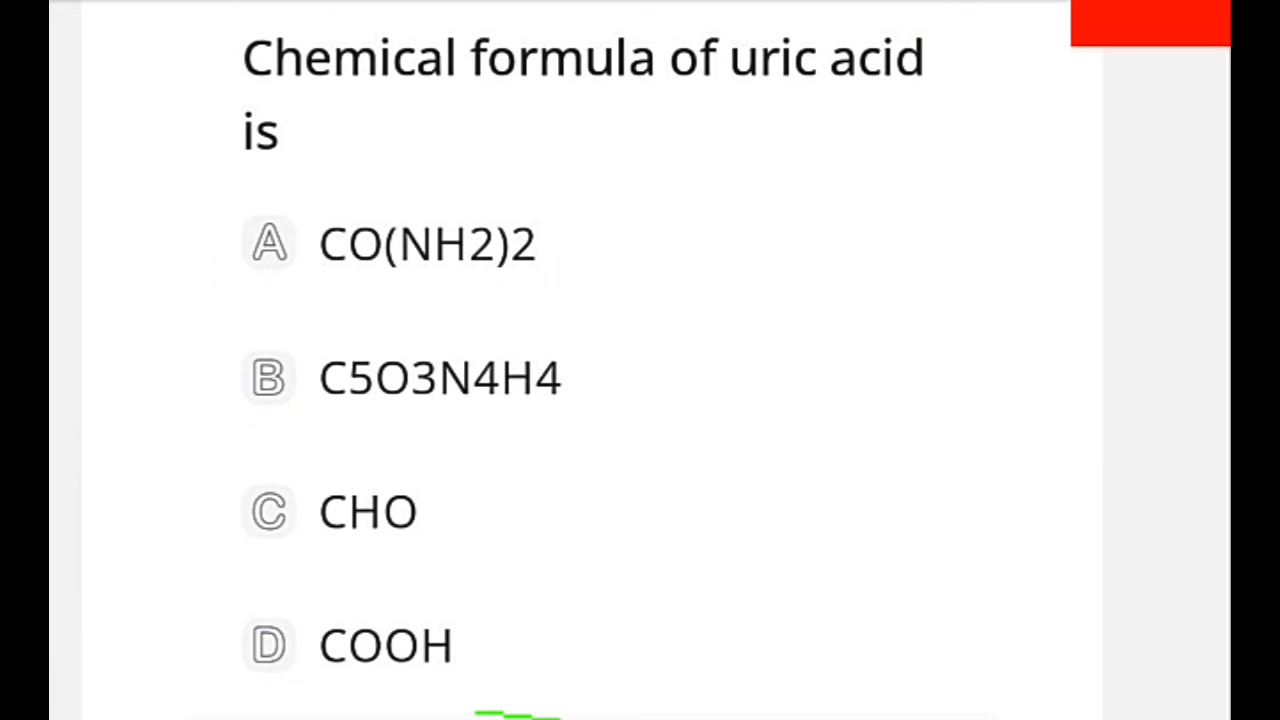 Chemical formula of uric acid
is
A CO(NH2)2
B C5O3N4H4
C CHO
D COOH